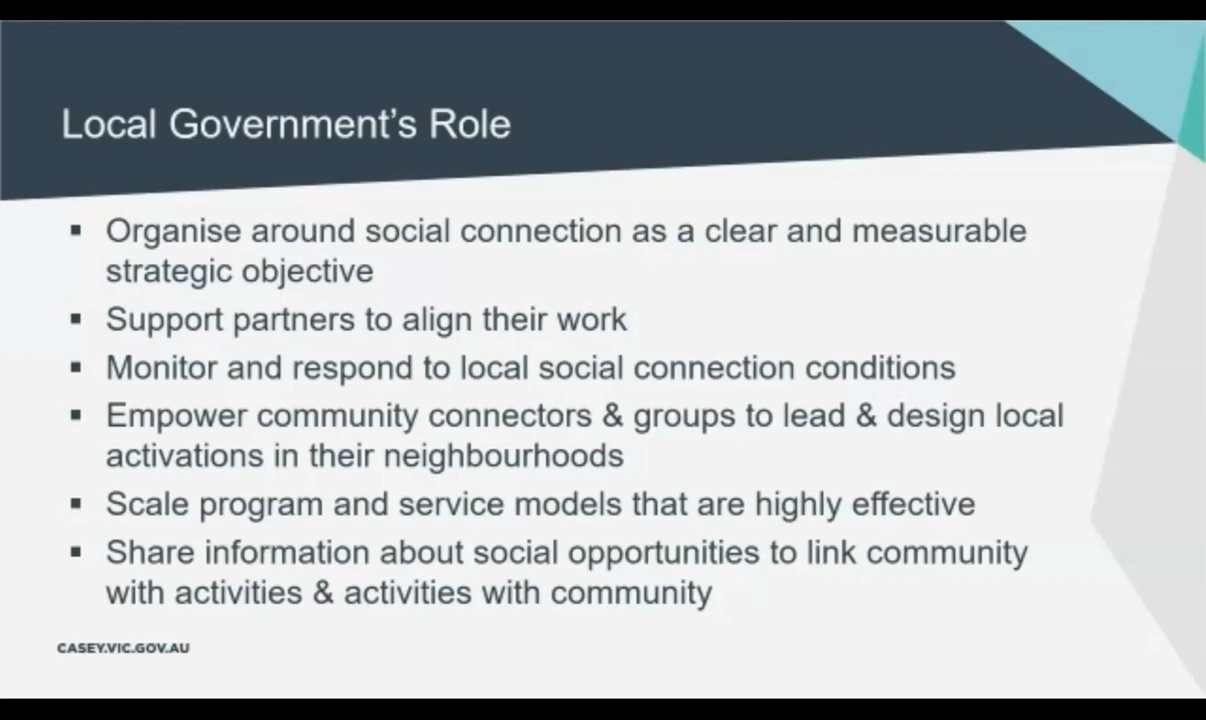 Local Government's Role
▪ Organise around social connection as a clear and measurable
strategic objective
▪ Support partners to align their work
▪ Monitor and respond to local social connection conditions
▪ Empower community connectors & groups to lead & design local
activations in their neighbourhoods
▪ Scale program and service models that are highly effective
▪ Share information about social opportunities to link community
with activities & activities with community
CASEY.VIC.GOV.AU